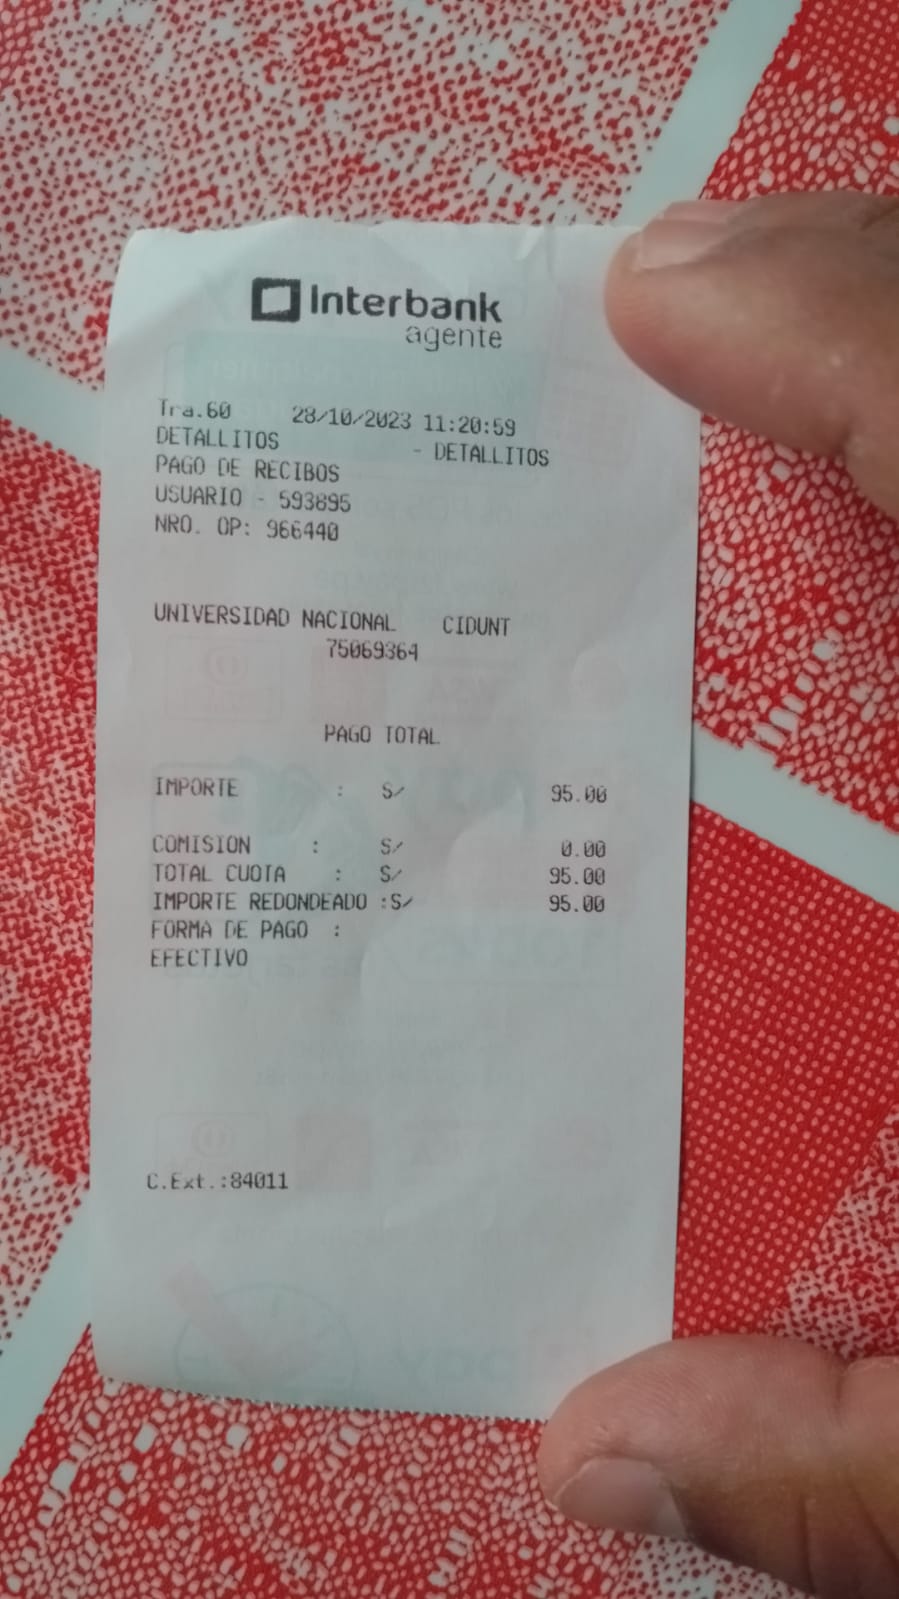 Interbank
agente
Tra.60 28/10/2023 11:20:59
DETALLITOS - DETALLITOS
PAGO DE RECIBOS
USUARIO - 593895
NRO. OP: 966440
UNIVERSIDAD NACIONAL CIDUNT
75069364
PAGO TOTAL
IMPORTE : S/ 95.00
COMISION : S/ 0.00
TOTAL CUOTA : S/ 95.00
IMPORTE REDONDEADO :S/ 95.00
FORMA DE PAGO :
EFECTIVO
C.Ext.:84011